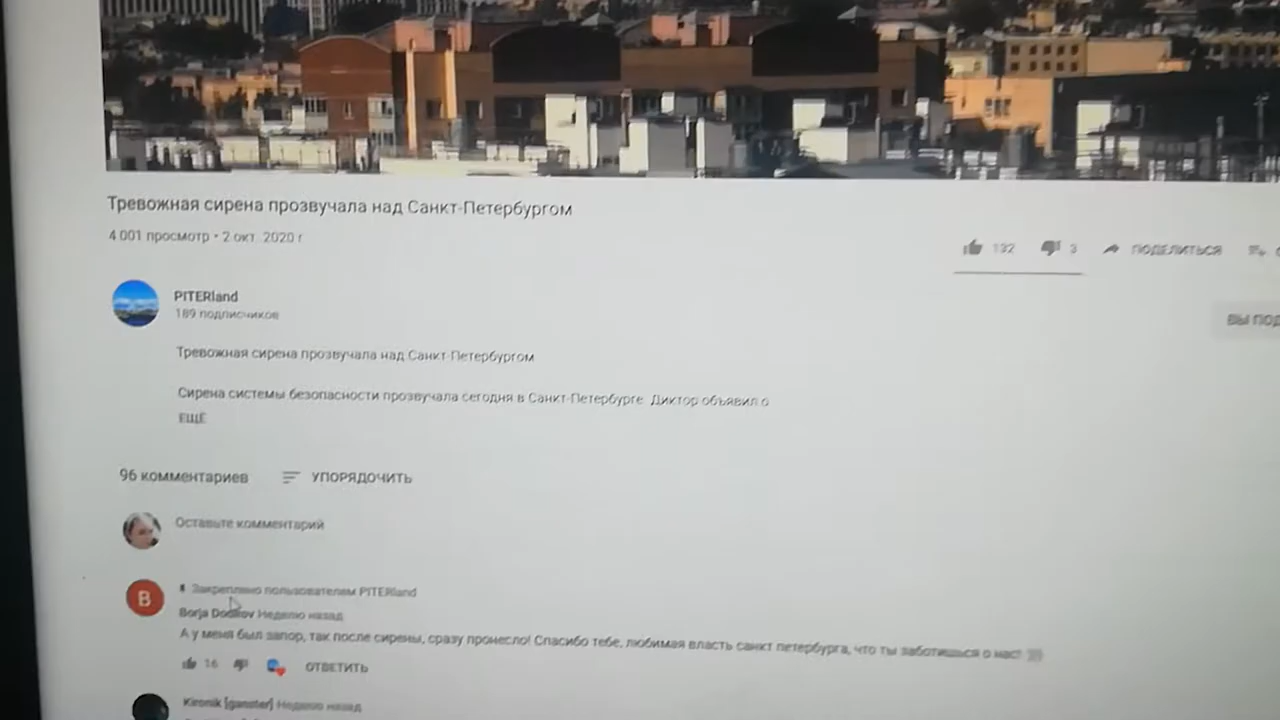 Тревожная сирена прозвучала над Санкт-Петербургом
4 001 просмотр • 2 окт. 2020 г.
132 3 ПОДЕЛИТЬСЯ
PITERland
189 подписчиков
ВЫ ПОД
Тревожная сирена прозвучала над Санкт-Петербургом
Сирена системы безопасности прозвучала сегодня в Санкт-Петербурге. Диктор объявил о
ЕЩЁ
96 комментариев УПОРЯДОЧИТЬ
Оставьте комментарий
B
Закреплено пользователем PITERland
Borja Неделю назад
А у меня был запор, так после сирены, сразу пронесло! Спасибо тебе, любимая власть санкт петербурга, что ты заботишься о нас!
16 ОТВЕТИТЬ
Kironik [ganster] Неделю назад